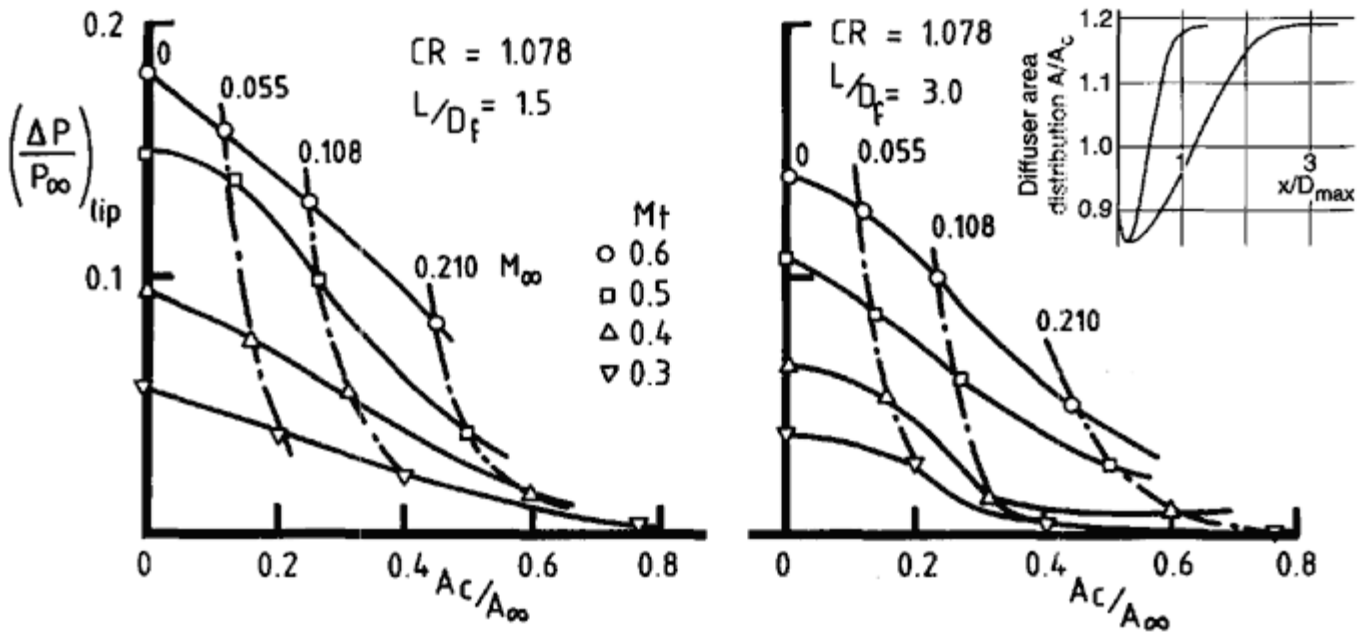 0.2
0
0.055
CR = 1.078
L/Df = 1.5
(ΔP/P∞)lip
0.108
0.1
0.210 M∞
Mt
○ 0.6
□ 0.5
△ 0.4
▽ 0.3
0 0.2 0.4 0.6 0.8
Ac/A∞
CR = 1.078
L/Df = 3.0
0
0.055
0.108
0.210
0 0.2 0.4 0.6 0.8
Ac/A∞
Diffuser area
distribution A/Ac
1.2
1.1
1.0
0.9
1 3
x/Dmax